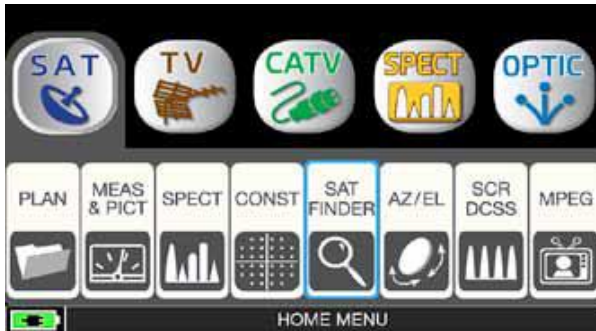 SAT
TV
CATV
SPECT
OPTIC
PLAN
MEAS
& PICT
SPECT
CONST
SAT
FINDER
AZ/EL
SCR
DCSS
MPEG
HOME MENU